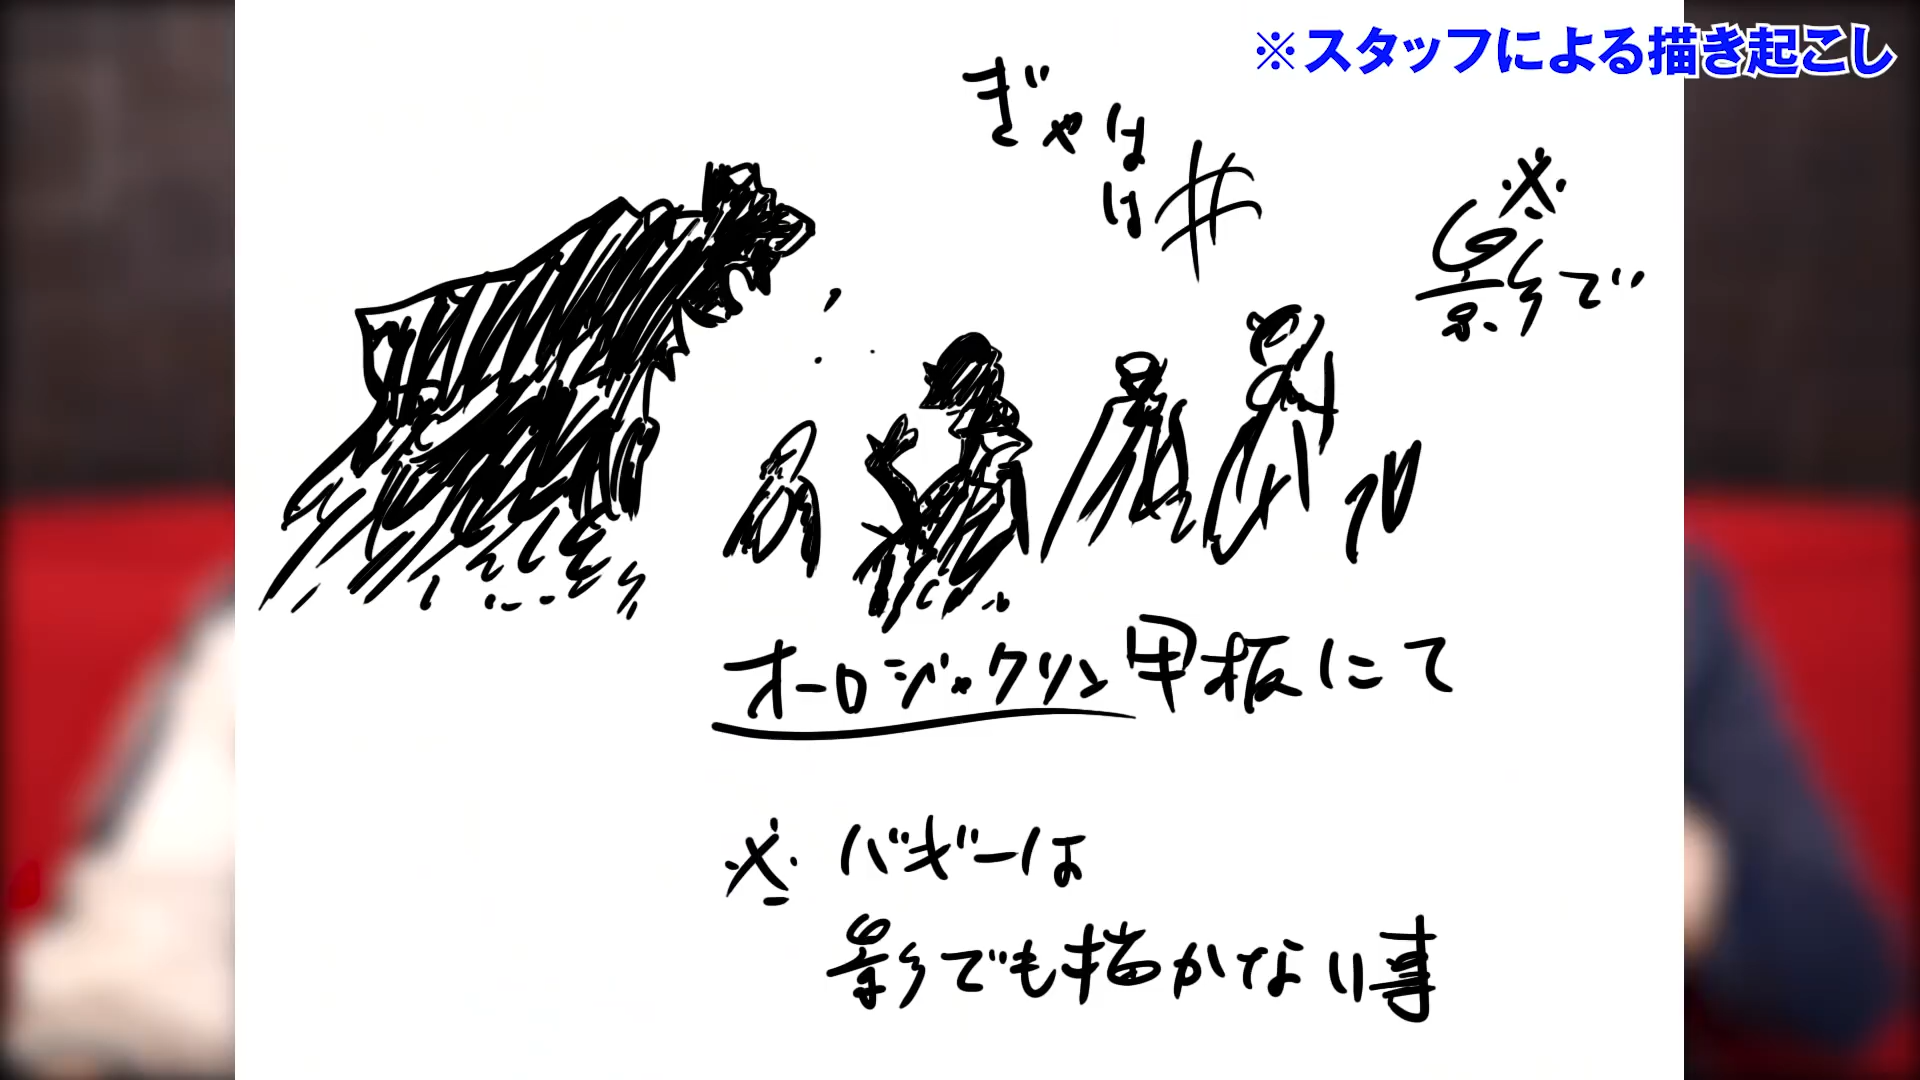 ※スタッフによる描き起こし
ぎゃは
は
※
影で
オーロジャクソン甲板にて
※バギーは
影でも描かない事